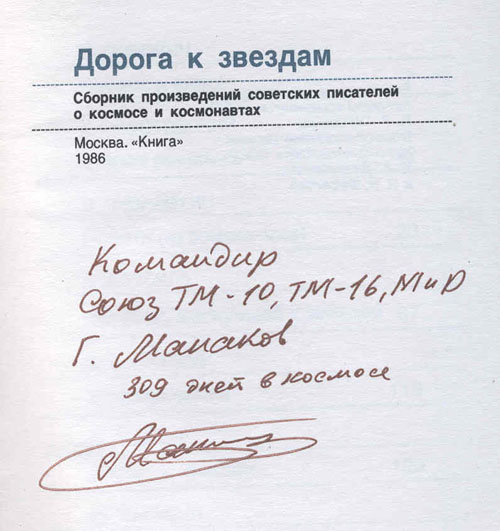 Дорога к звездам
Сборник произведений советских писателей
о космосе и космонавтах
Москва. «Книга»
1986
Командир
Союз ТМ-10, ТМ-16, Мир
Г. Манаков
309 дней в космосе